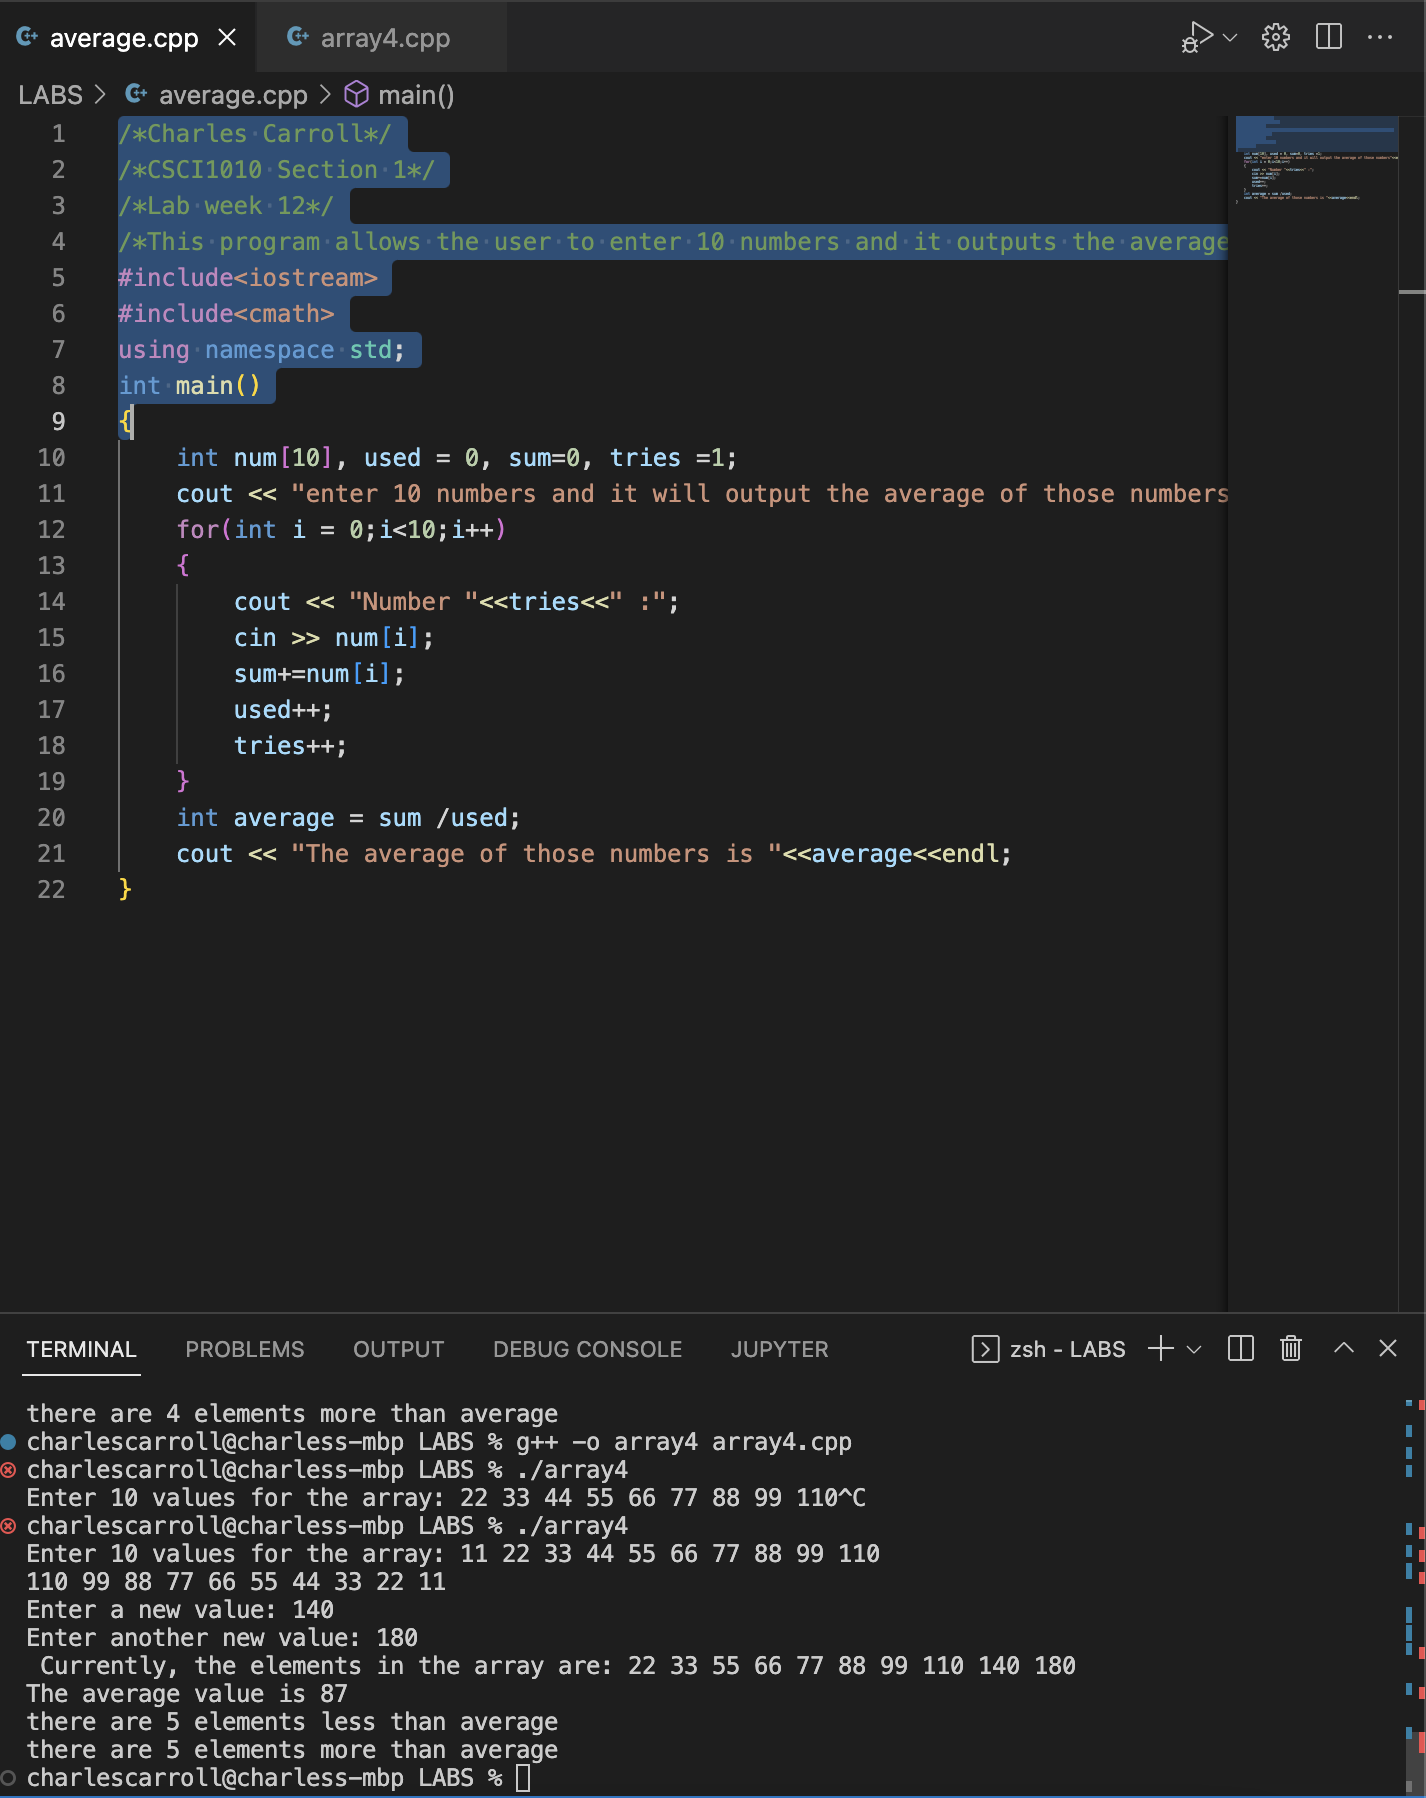 average.cpp
array4.cpp
LABS > average.cpp > main()
1 /*Charles Carroll*/
2 /*CSCI1010 Section 1*/
3 /*Lab week 12*/
4 /*This program allows the user to enter 10 numbers and it outputs the average
5 #include<iostream>
6 #include<cmath>
7 using namespace std;
8 int main()
9 {
10 int num[10], used = 0, sum=0, tries =1;
11 cout << "enter 10 numbers and it will output the average of those numbers
12 for(int i = 0;i<10;i++)
13 {
14 cout << "Number "<<tries<<" :";
15 cin >> num[i];
16 sum+=num[i];
17 used++;
18 tries++;
19 }
20 int average = sum /used;
21 cout << "The average of those numbers is "<<average<<endl;
22 }
TERMINAL PROBLEMS OUTPUT DEBUG CONSOLE JUPYTER zsh - LABS
there are 4 elements more than average
charlescarroll@charless-mbp LABS % g++ -o array4 array4.cpp
charlescarroll@charless-mbp LABS % ./array4
Enter 10 values for the array: 22 33 44 55 66 77 88 99 110^C
charlescarroll@charless-mbp LABS % ./array4
Enter 10 values for the array: 11 22 33 44 55 66 77 88 99 110
110 99 88 77 66 55 44 33 22 11
Enter a new value: 140
Enter another new value: 180
Currently, the elements in the array are: 22 33 55 66 77 88 99 110 140 180
The average value is 87
there are 5 elements less than average
there are 5 elements more than average
charlescarroll@charless-mbp LABS %